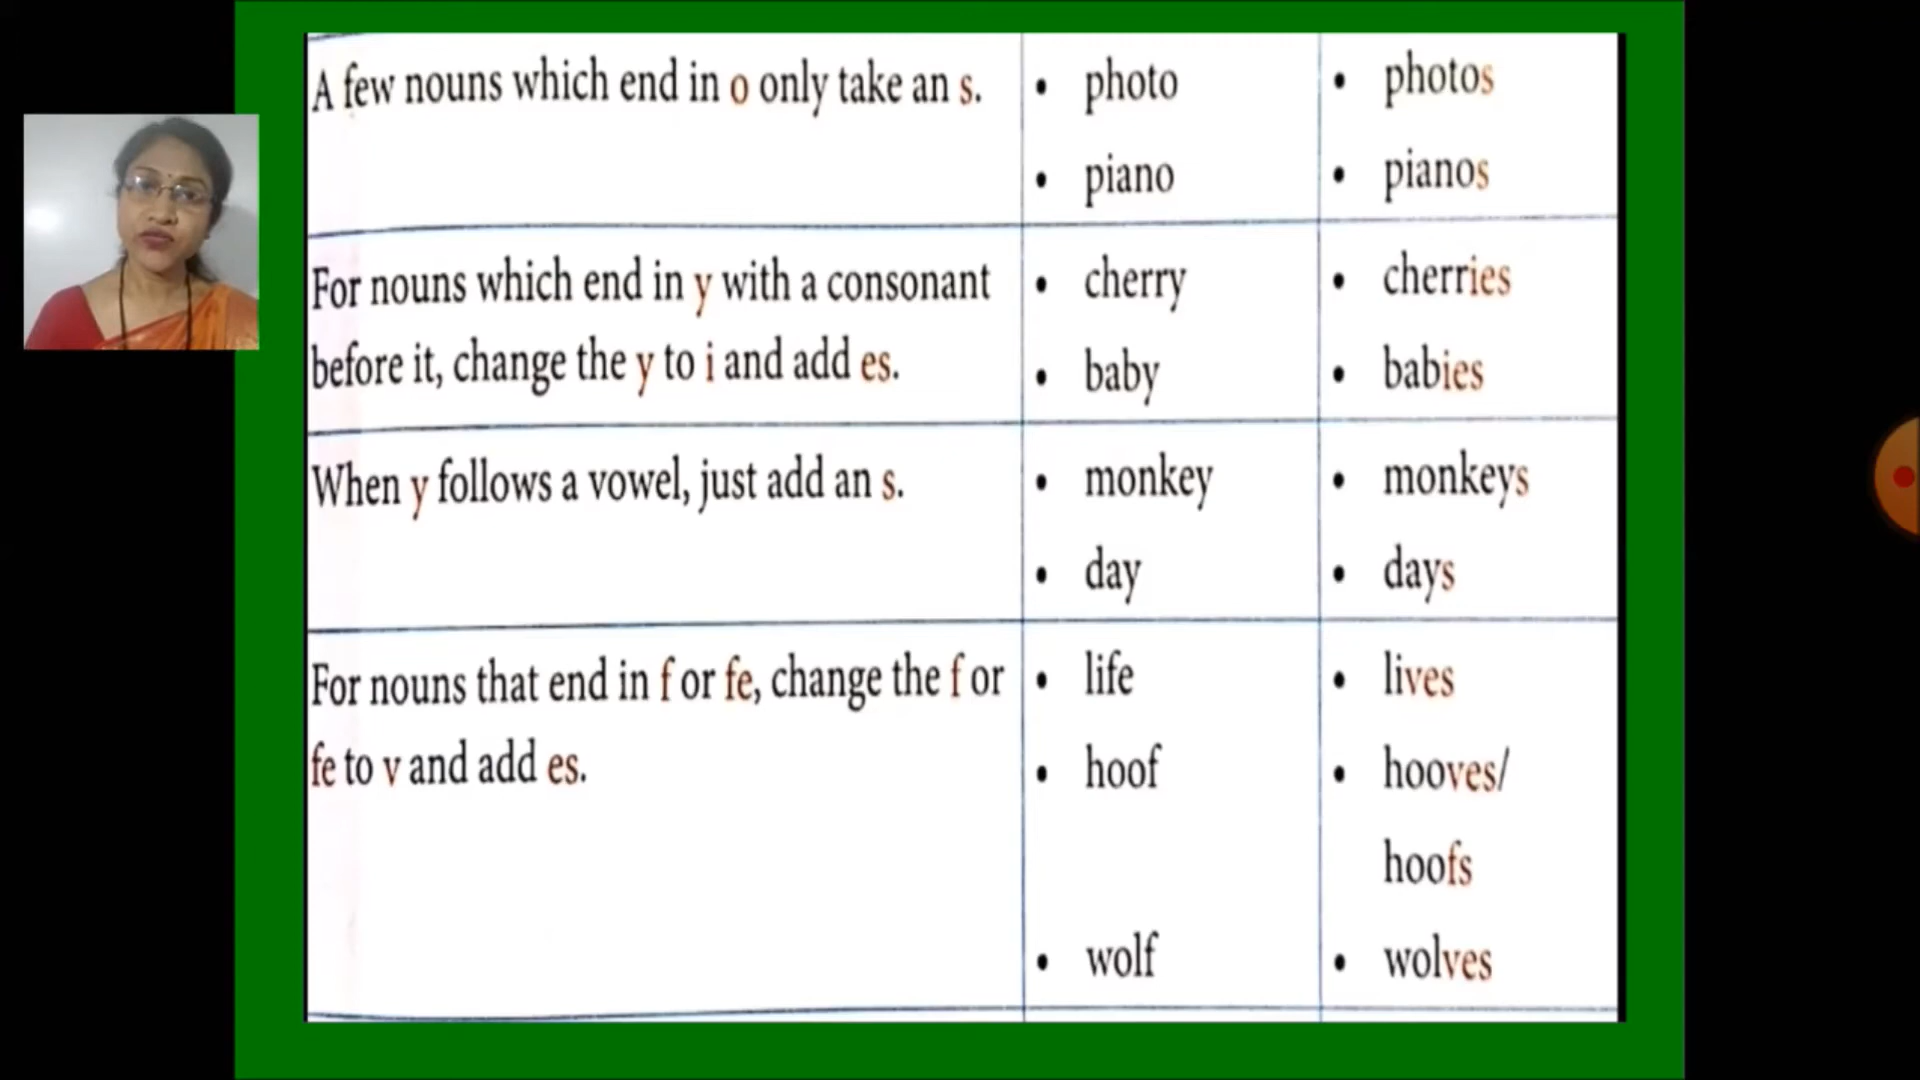 A few nouns which end in o only take an s. • photo • photos
• piano • pianos
For nouns which end in y with a consonant • cherry • cherries
before it, change the y to i and add es. • baby • babies
When y follows a vowel, just add an s. • monkey • monkeys
• day • days
For nouns that end in f or fe, change the f or • life • lives
fe to v and add es. • hoof • hooves/
hoofs
• wolf • wolves